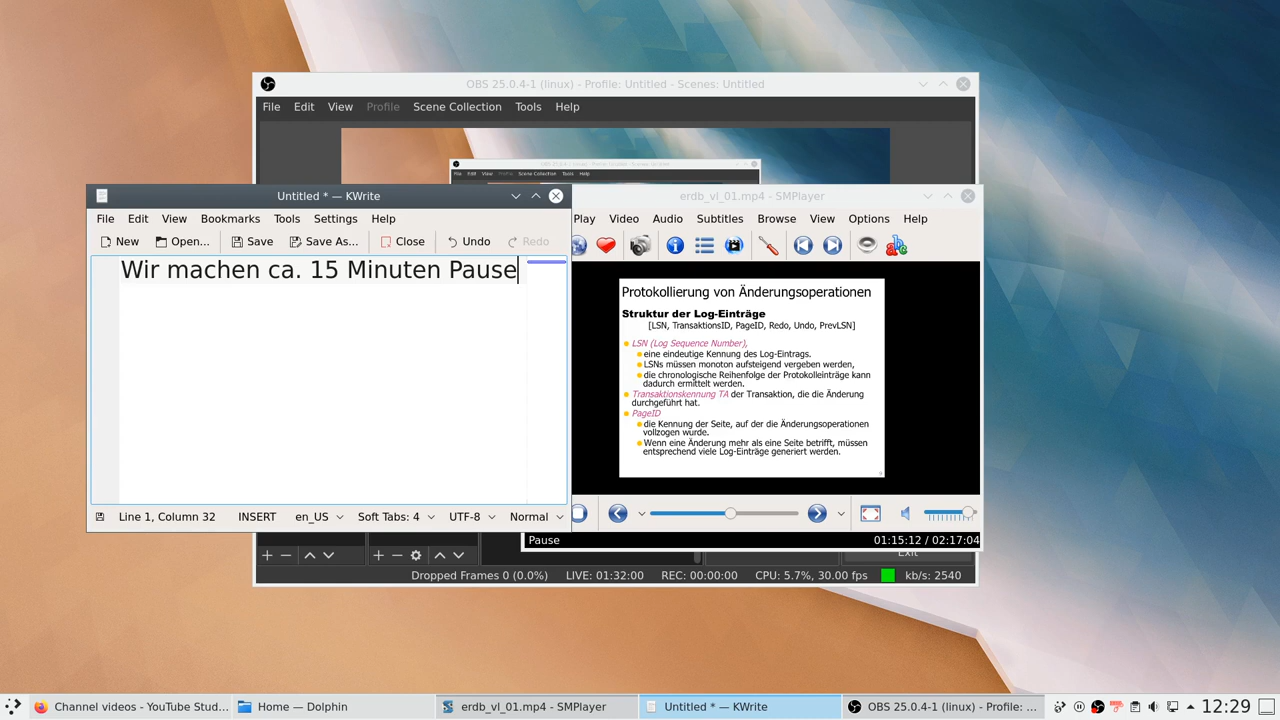 OBS 25.0.4-1 (linux) - Profile: Untitled - Scenes: Untitled
File Edit View Profile Scene Collection Tools Help
Untitled * — KWrite
File Edit View Bookmarks Tools Settings Help
New Open... Save Save As... Close Undo Redo
Wir machen ca. 15 Minuten Pause
Line 1, Column 32 INSERT en_US Soft Tabs: 4 UTF-8 Normal
erdb_vl_01.mp4 - SMPlayer
Play Video Audio Subtitles Browse View Options Help
Protokollierung von Änderungsoperationen
Struktur der Log-Einträge
[LSN, TransaktionsID, PageID, Redo, Undo, PrevLSN]
LSN (Log Sequence Number),
eine eindeutige Kennung des Log-Eintrags.
LSNs müssen monoton aufsteigend vergeben werden,
die chronologische Reihenfolge der Protokolleinträge kann
dadurch ermittelt werden.
Transaktionskennung TA der Transaktion, die die Änderung
durchgeführt hat.
PageID
die Kennung der Seite, auf der die Änderungsoperationen
vollzogen wurde.
Wenn eine Änderung mehr als eine Seite betrifft, müssen
entsprechend viele Log-Einträge generiert werden.
Pause 01:15:12 / 02:17:04
Exit
Dropped Frames 0 (0.0%) LIVE: 01:32:00 REC: 00:00:00 CPU: 5.7%, 30.00 fps kb/s: 2540
Channel videos - YouTube Stud... Home — Dolphin erdb_vl_01.mp4 - SMPlayer Untitled * — KWrite OBS 25.0.4-1 (linux) - Profile: ... 12:29